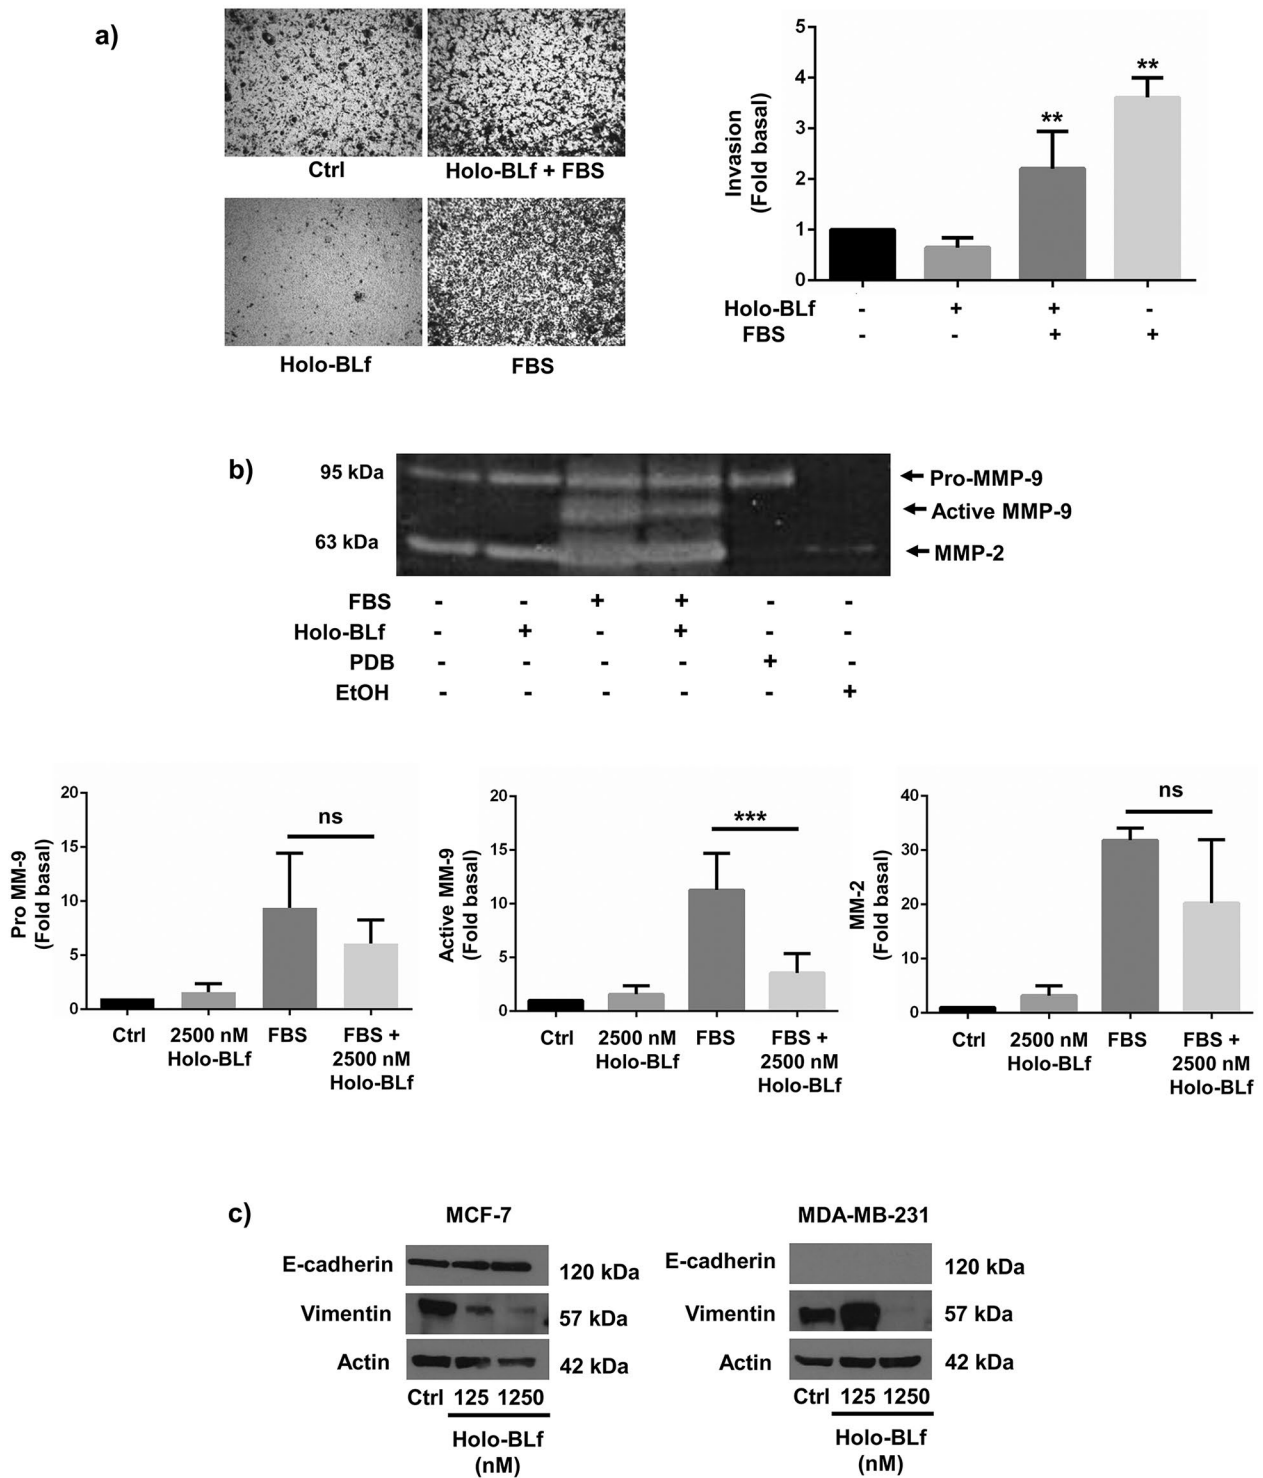 a)
Ctrl
Holo-BLf + FBS
Holo-BLf
FBS
Invasion
(Fold basal)
5
4
3
2
1
0
**
**
Holo-BLf - + + -
FBS - - + +
b)
95 kDa
63 kDa
Pro-MMP-9
Active MMP-9
MMP-2
FBS - - + + - -
Holo-BLf - + - + - -
PDB - - - - + -
EtOH - - - - - +
Pro MM-9
(Fold basal)
20
15
10
5
0
ns
Ctrl
2500 nM
Holo-BLf
FBS
FBS +
2500 nM
Holo-BLf
Active MM-9
(Fold basal)
20
15
10
5
0
***
Ctrl
2500 nM
Holo-BLf
FBS
FBS +
2500 nM
Holo-BLf
MM-2
(Fold basal)
40
30
20
10
0
ns
Ctrl
2500 nM
Holo-BLf
FBS
FBS +
2500 nM
Holo-BLf
c)
MCF-7
E-cadherin 120 kDa
Vimentin 57 kDa
Actin 42 kDa
Ctrl 125 1250
Holo-BLf
(nM)
MDA-MB-231
E-cadherin 120 kDa
Vimentin 57 kDa
Actin 42 kDa
Ctrl 125 1250
Holo-BLf
(nM)